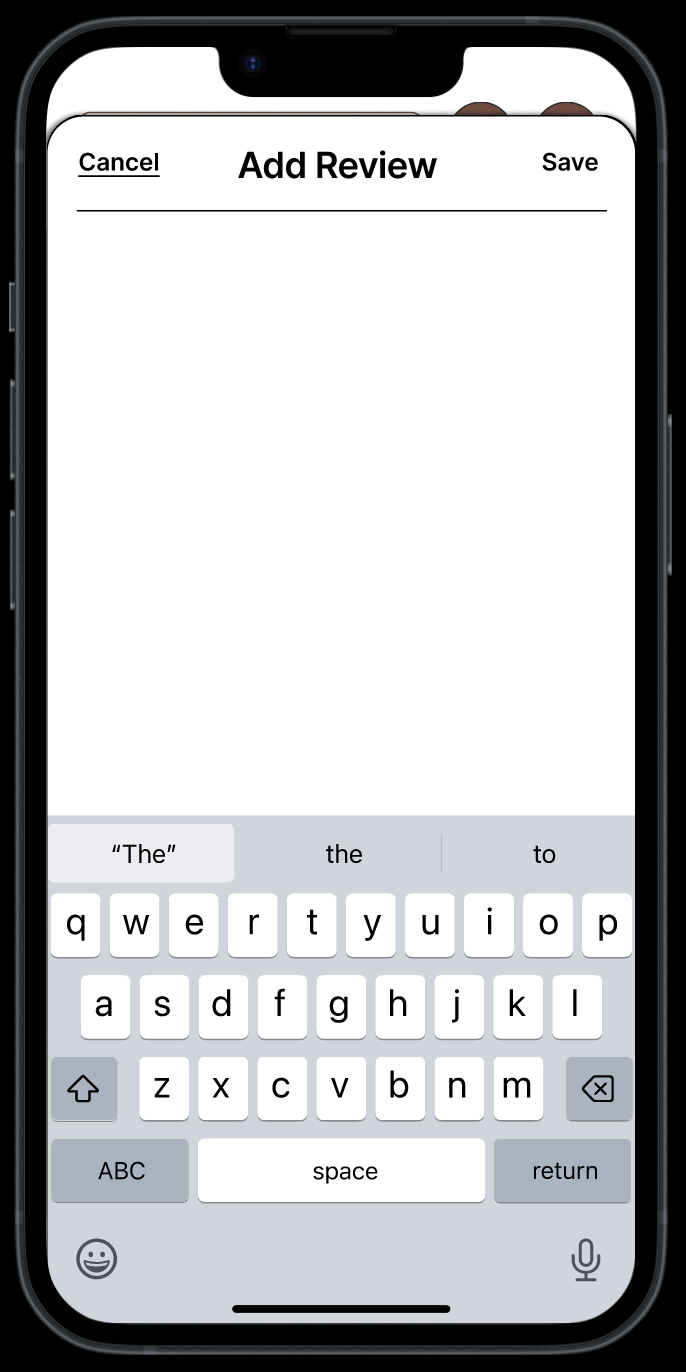 Cancel Add Review Save
“The” the to
q w e r t y u i o p
a s d f g h j k l
z x c v b n m
ABC space return